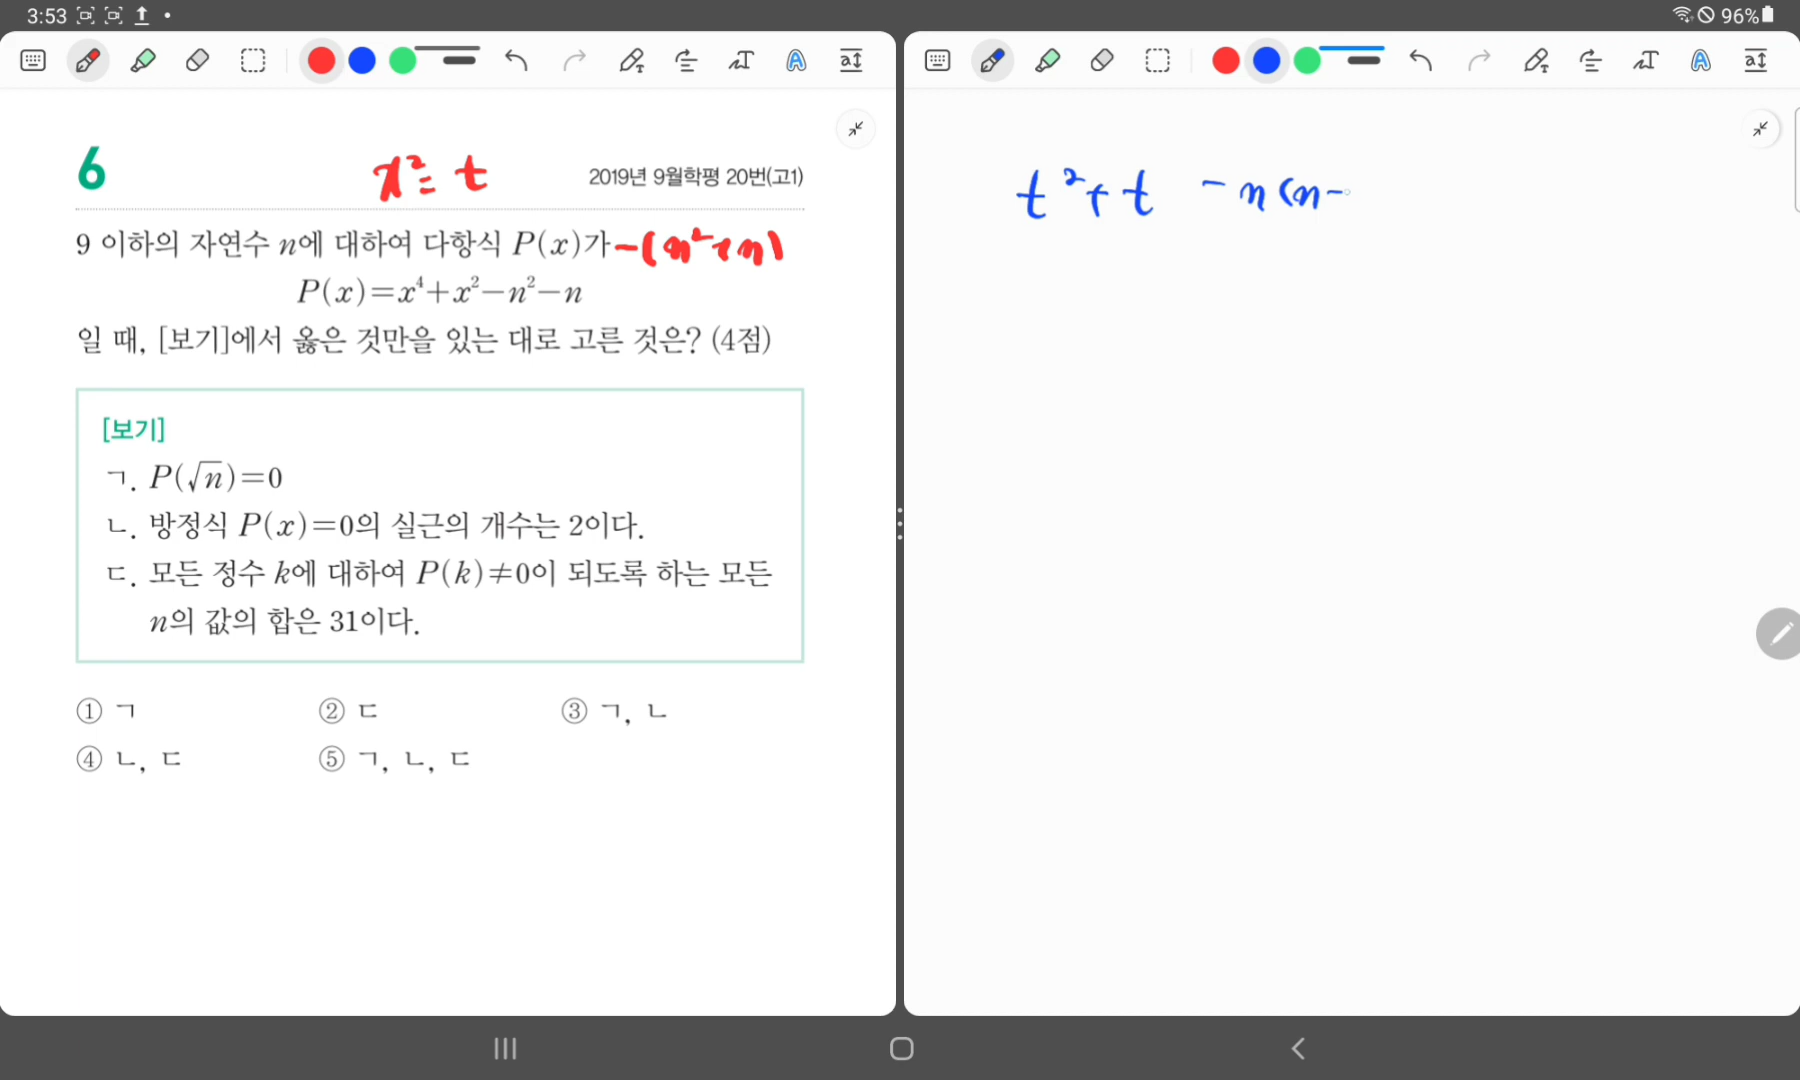 3:53
96%
6
x² = t
2019년 9월학평 20번(고1)
9 이하의 자연수 n에 대하여 다항식 P(x)가
-(n²+n)
P(x)=x⁴+x²−n²−n
일 때, [보기]에서 옳은 것만을 있는 대로 고른 것은? (4점)
[보기]
ㄱ. P(√n)=0
ㄴ. 방정식 P(x)=0의 실근의 개수는 2이다.
ㄷ. 모든 정수 k에 대하여 P(k)≠0이 되도록 하는 모든
n의 값의 합은 31이다.
① ㄱ ② ㄷ ③ ㄱ, ㄴ
④ ㄴ, ㄷ ⑤ ㄱ, ㄴ, ㄷ
t²+t -n(n-